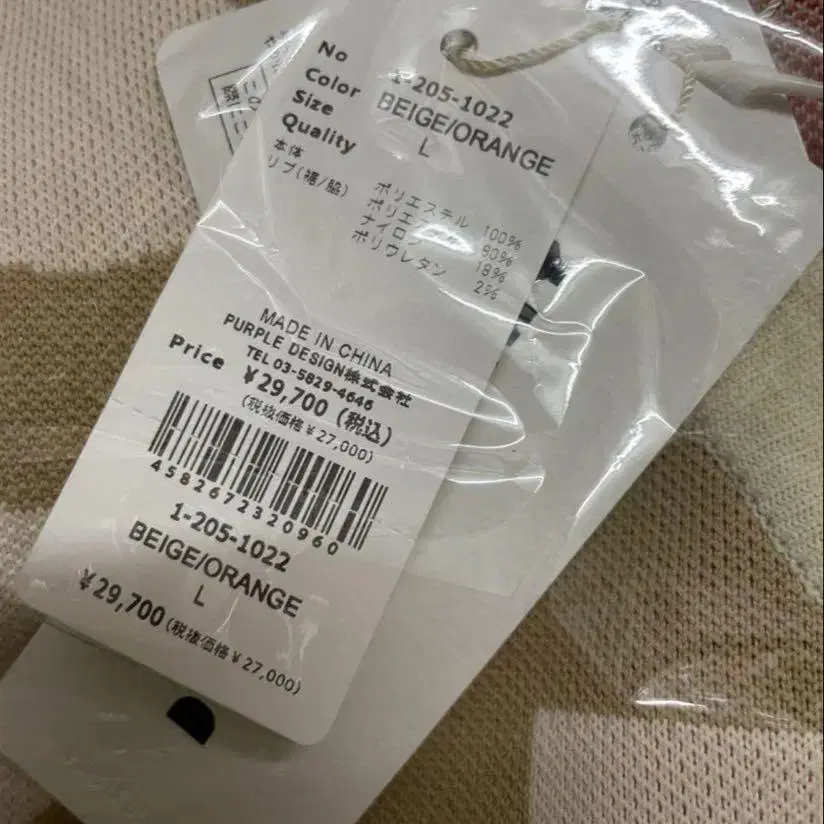 No 1-205-1022
Color BEIGE/ORANGE
Size L
Quality
本体 ポリエステル 100%
リブ(裾/脇) ポリエ 80%
ナイロン 18%
ポリウレタン 2%
MADE IN CHINA
PURPLE DESIGN株式会社
TEL 03-5829-4646
Price ¥29,700 (税込)
(税抜価格¥27,000)
4582672320960
1-205-1022
BEIGE/ORANGE
L
¥29,700 (税抜価格¥27,000)